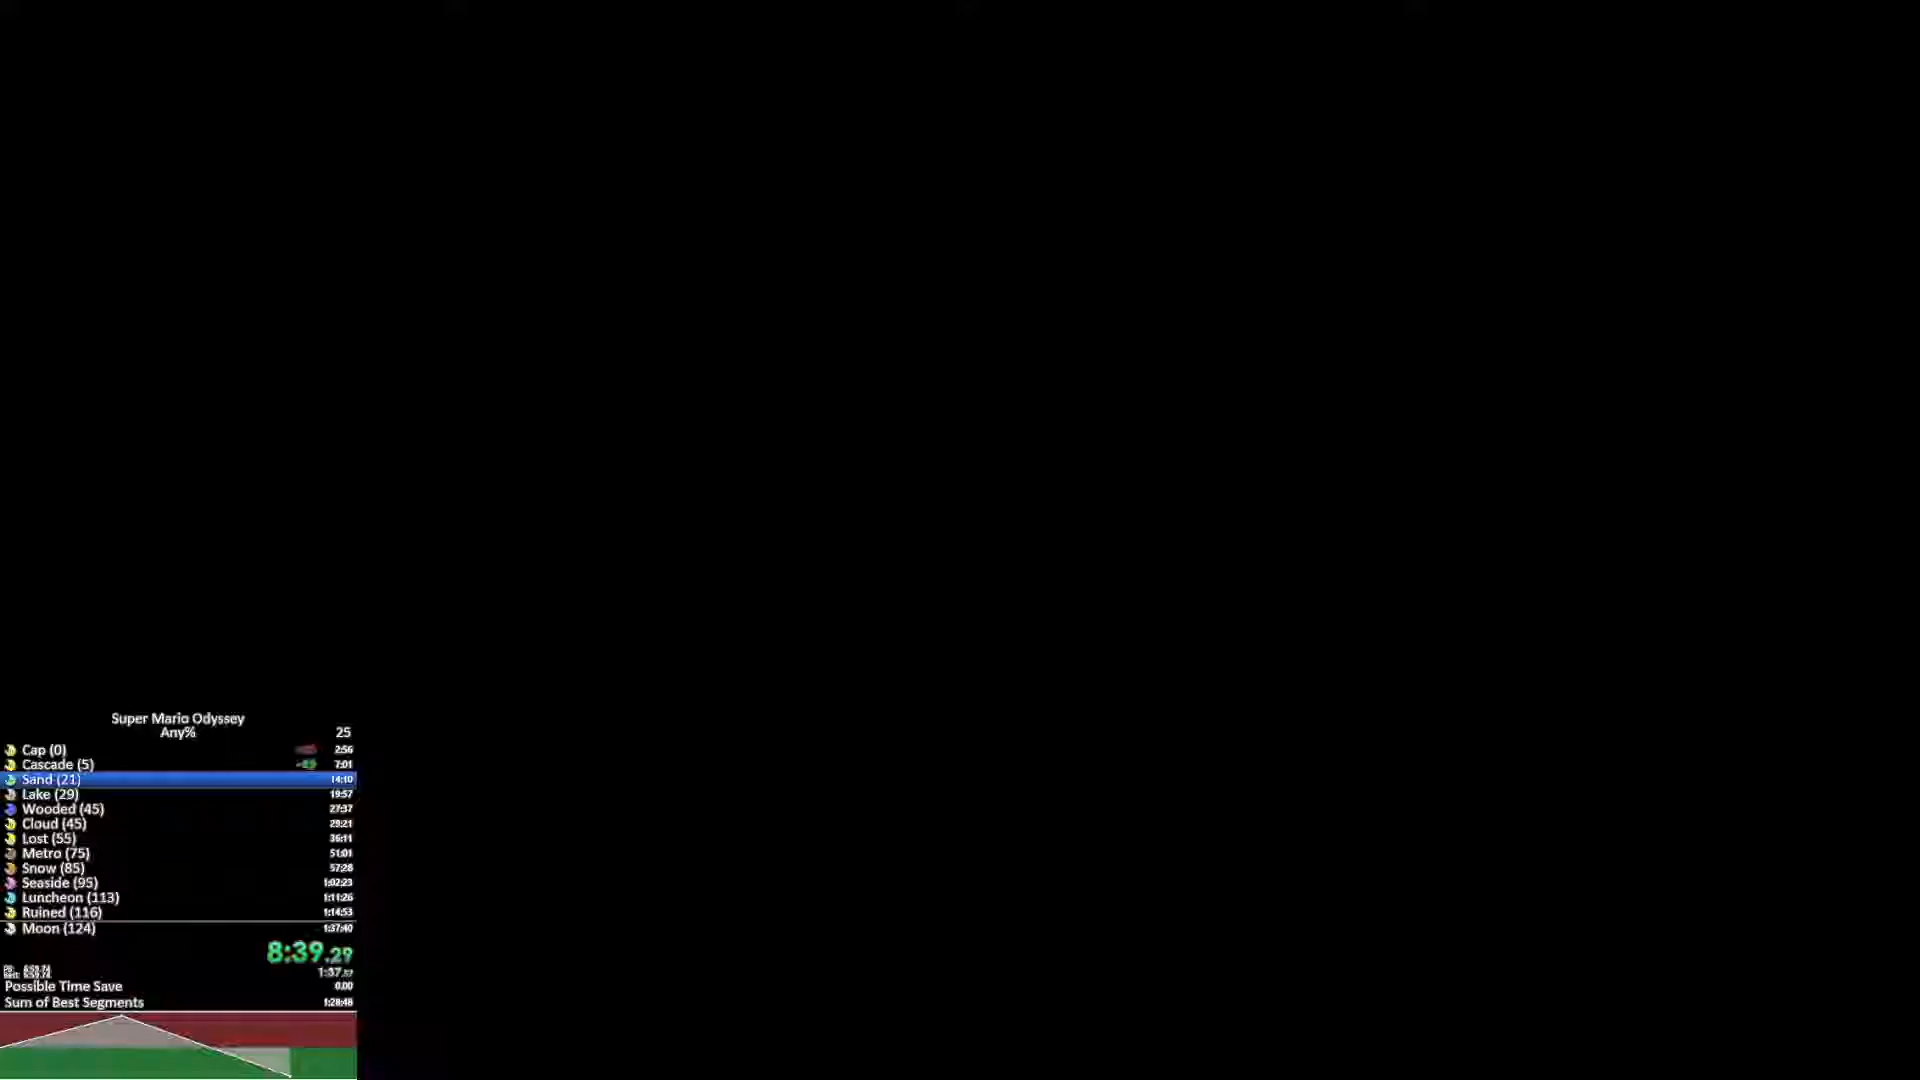 Super Mario Odyssey
Any%
25
Cap (0) 2:56
Cascade (5) 7:01
Sand (21) 14:10
Lake (29) 19:57
Wooded (45) 27:37
Cloud (45) 29:21
Lost (55) 36:11
Metro (75) 51:01
Snow (85) 57:28
Seaside (95) 1:02:23
Luncheon (113) 1:11:26
Ruined (116) 1:14:53
Moon (124) 1:37:40
8:39.29
Possible Time Save 0.00
Sum of Best Segments 1:28:48